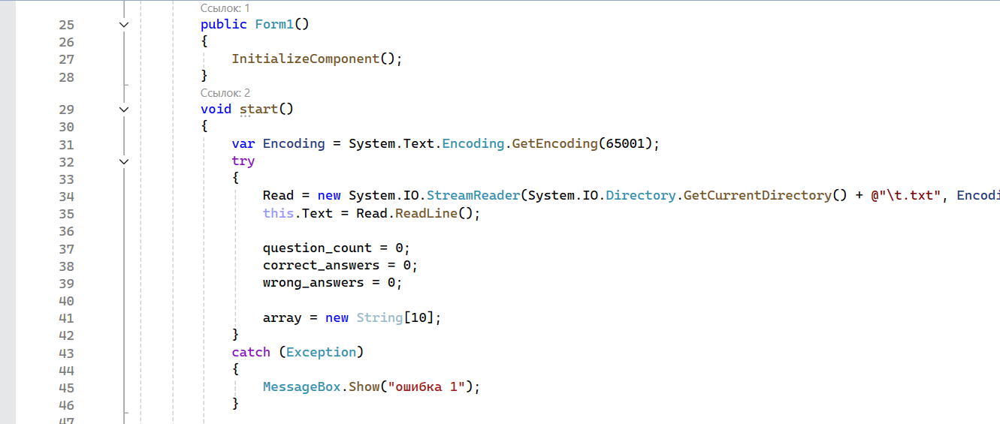 Ссылок: 1
25 public Form1()
26 {
27 InitializeComponent();
28 }
Ссылок: 2
29 void start()
30 {
31 var Encoding = System.Text.Encoding.GetEncoding(65001);
32 try
33 {
34 Read = new System.IO.StreamReader(System.IO.Directory.GetCurrentDirectory() + @"\t.txt", Encodi
35 this.Text = Read.ReadLine();
36
37 question_count = 0;
38 correct_answers = 0;
39 wrong_answers = 0;
40
41 array = new String[10];
42 }
43 catch (Exception)
44 {
45 MessageBox.Show("ошибка 1");
46 }
47